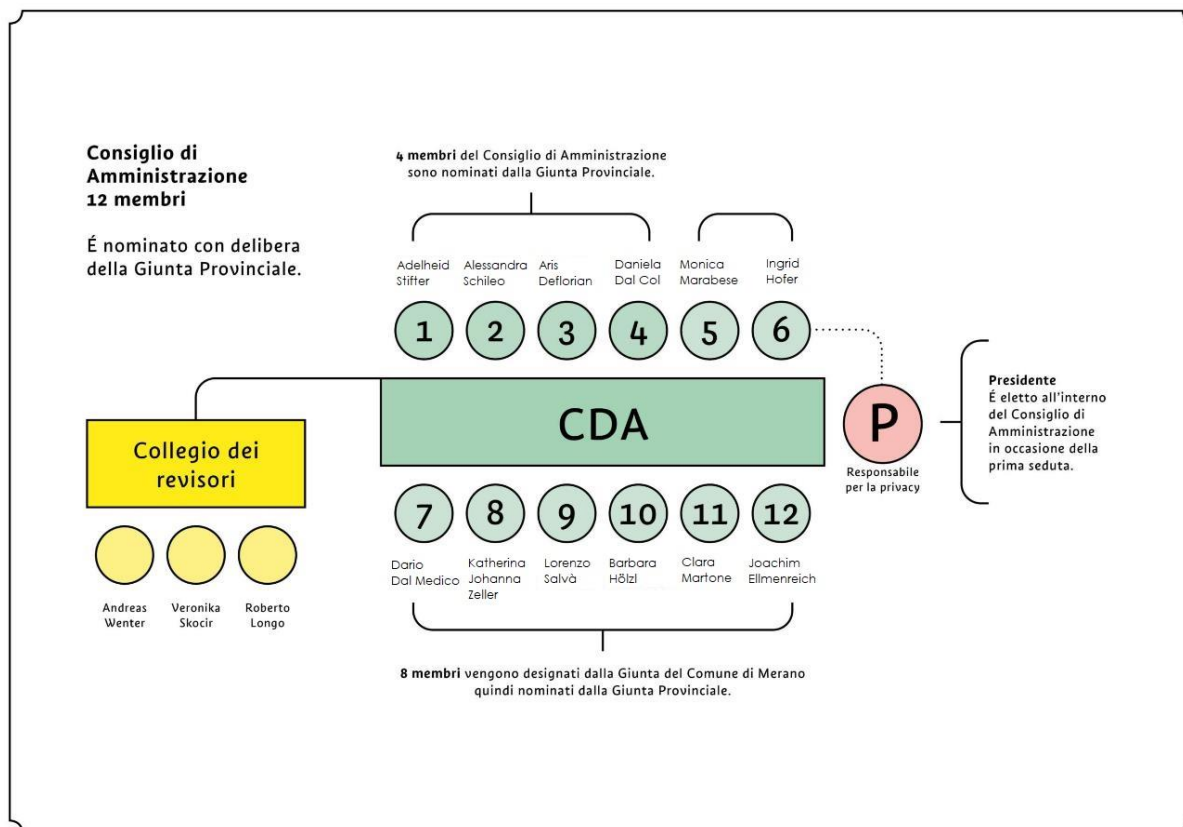 Consiglio di
Amministrazione
12 membri
É nominato con delibera
della Giunta Provinciale.
4 membri del Consiglio di Amministrazione
sono nominati dalla Giunta Provinciale.
Adelheid
Stifter
Alessandra
Schileo
Aris
Deflorian
Daniela
Dal Col
Monica
Marabese
Ingrid
Hofer
1
2
3
4
5
6
CDA
P
Responsabile
per la privacy
Presidente
É eletto all'interno
del Consiglio di
Amministrazione
in occasione della
prima seduta.
Collegio dei
revisori
Andreas
Wenter
Veronika
Skocir
Roberto
Longo
7
8
9
10
11
12
Dario
Dal Medico
Katherina
Johanna
Zeller
Lorenzo
Salvà
Barbara
Hölzl
Clara
Martone
Joachim
Ellmenreich
8 membri vengono designati dalla Giunta del Comune di Merano
quindi nominati dalla Giunta Provinciale.